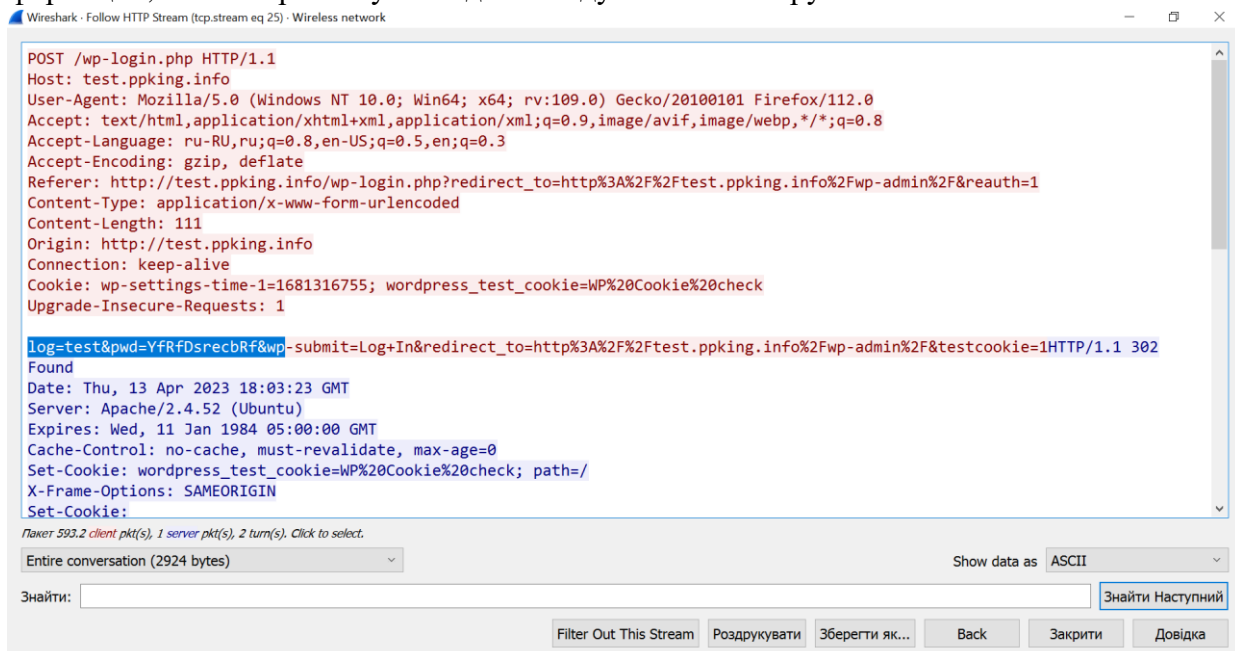 Wireshark · Follow HTTP Stream (tcp.stream eq 25) · Wireless network
POST /wp-login.php HTTP/1.1
Host: test.ppking.info
User-Agent: Mozilla/5.0 (Windows NT 10.0; Win64; x64; rv:109.0) Gecko/20100101 Firefox/112.0
Accept: text/html,application/xhtml+xml,application/xml;q=0.9,image/avif,image/webp,*/*;q=0.8
Accept-Language: ru-RU,ru;q=0.8,en-US;q=0.5,en;q=0.3
Accept-Encoding: gzip, deflate
Referer: http://test.ppking.info/wp-login.php?redirect_to=http%3A%2F%2Ftest.ppking.info%2Fwp-admin%2F&reauth=1
Content-Type: application/x-www-form-urlencoded
Content-Length: 111
Origin: http://test.ppking.info
Connection: keep-alive
Cookie: wp-settings-time-1=1681316755; wordpress_test_cookie=WP%20Cookie%20check
Upgrade-Insecure-Requests: 1
log=test&pwd=YfRfDsrecbRf&wp-submit=Log+In&redirect_to=http%3A%2F%2Ftest.ppking.info%2Fwp-admin%2F&testcookie=1HTTP/1.1 302
Found
Date: Thu, 13 Apr 2023 18:03:23 GMT
Server: Apache/2.4.52 (Ubuntu)
Expires: Wed, 11 Jan 1984 05:00:00 GMT
Cache-Control: no-cache, must-revalidate, max-age=0
Set-Cookie: wordpress_test_cookie=WP%20Cookie%20check; path=/
X-Frame-Options: SAMEORIGIN
Set-Cookie:
Пакет 593.2 client pkt(s), 1 server pkt(s), 2 turn(s). Click to select.
Entire conversation (2924 bytes) Show data as ASCII
Знайти: Знайти Наступний
Filter Out This Stream Роздрукувати Зберегти як... Back Закрити Довідка